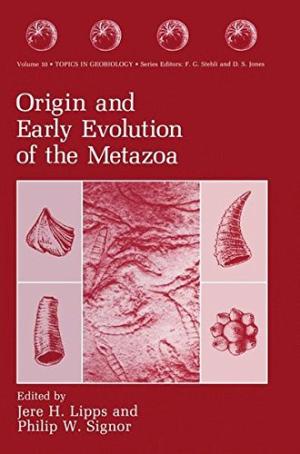 Volume 10 • TOPICS IN GEOBIOLOGY • Series Editors: F. G. Stehli and D. S. Jones
Origin and
Early Evolution
of the Metazoa
Edited by
Jere H. Lipps and
Philip W. Signor